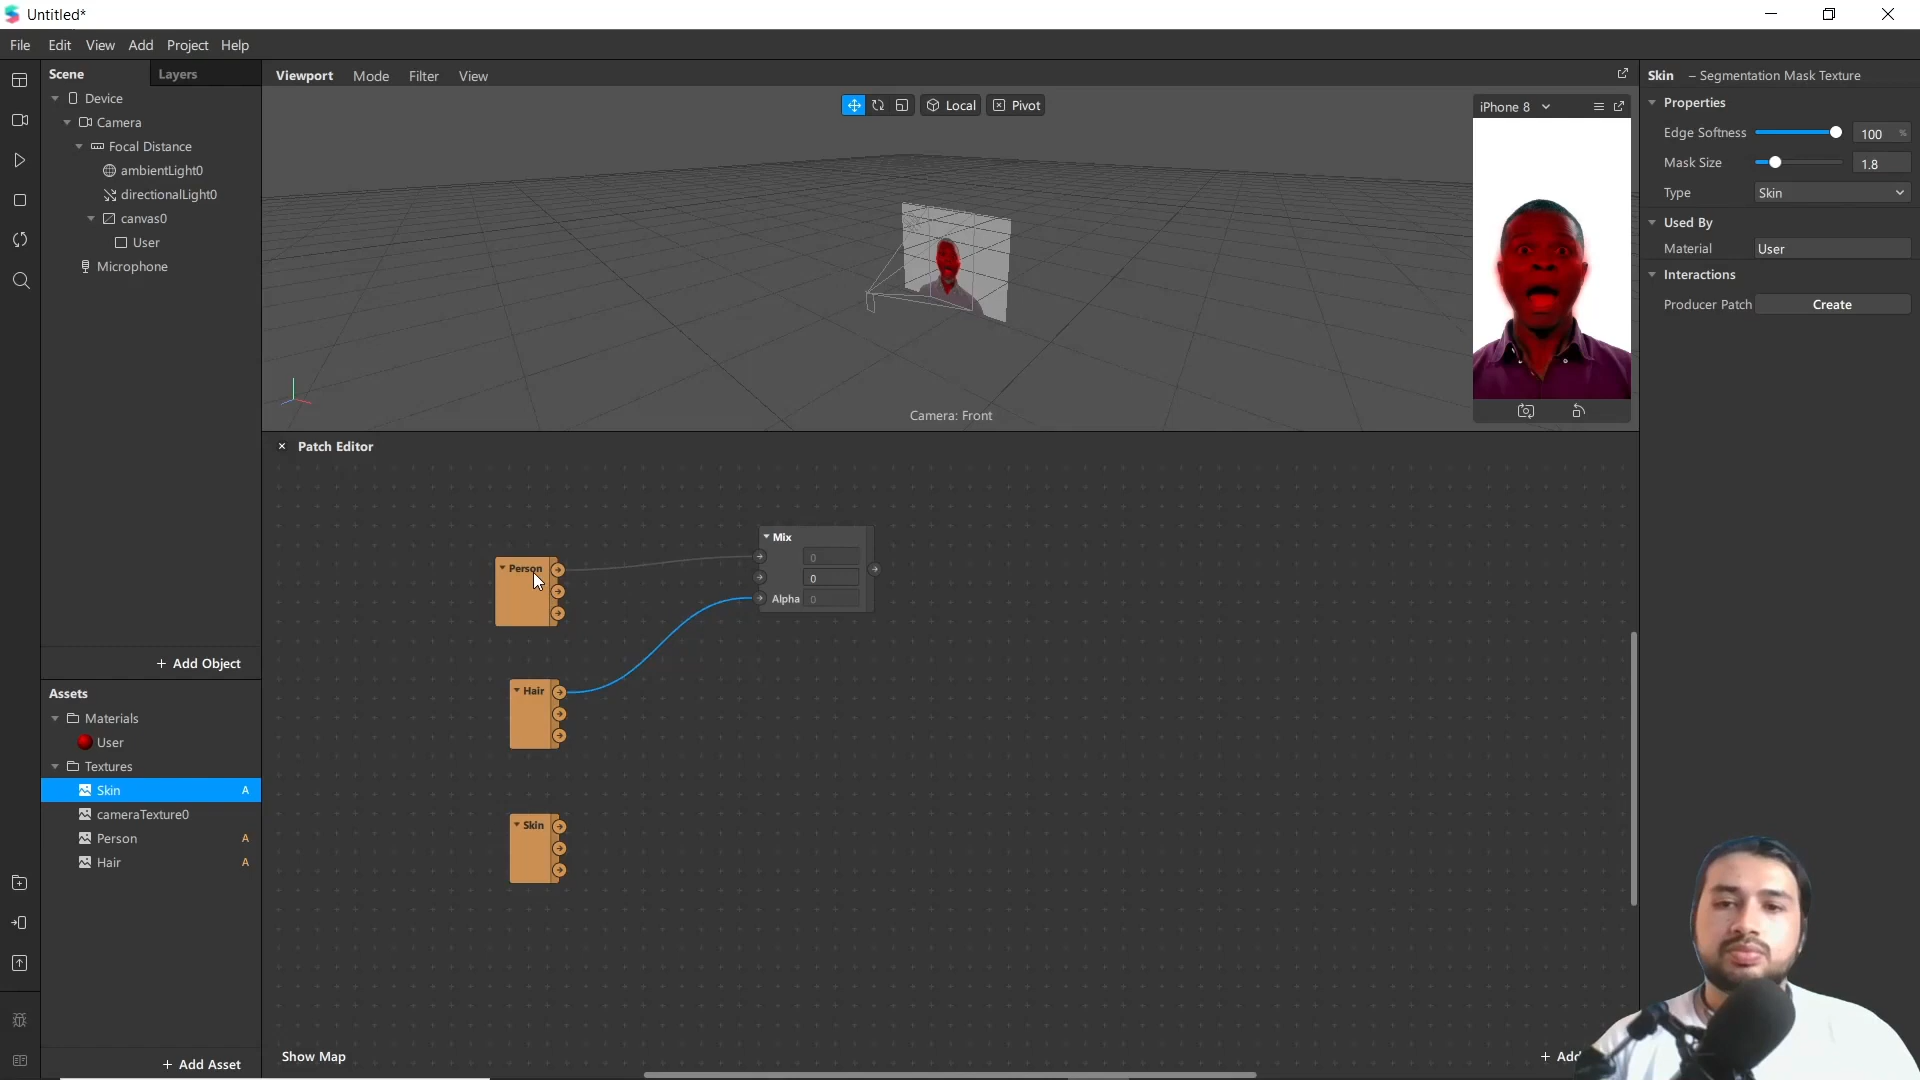 Untitled*
File Edit View Add Project Help
Scene Layers
Device
Camera
Focal Distance
ambientLight0
directionalLight0
canvas0
User
Microphone
+ Add Object
Assets
Materials
User
Textures
Skin A
cameraTexture0
Person A
Hair A
+ Add Asset
Viewport Mode Filter View
Local Pivot
Camera: Front
iPhone 8
Patch Editor
Mix
0
0
Alpha 0
Person
Hair
Skin
Show Map
+ Add
Skin – Segmentation Mask Texture
Properties
Edge Softness 100 %
Mask Size 1.8
Type Skin
Used By
Material User
Interactions
Producer Patch Create